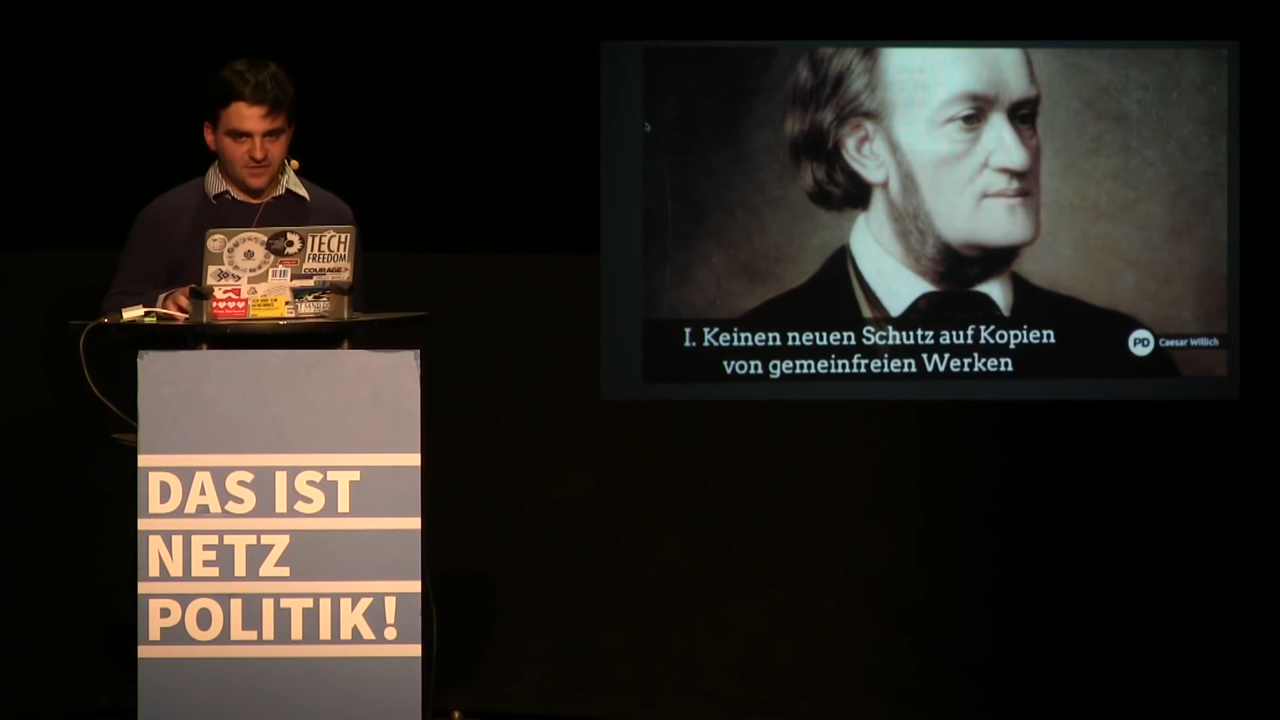 I. Keinen neuen Schutz auf Kopien
von gemeinfreien Werken
PD Caesar Willich
TECH
FREEDOM
COURAGE
DAS IST
NETZ
POLITIK!